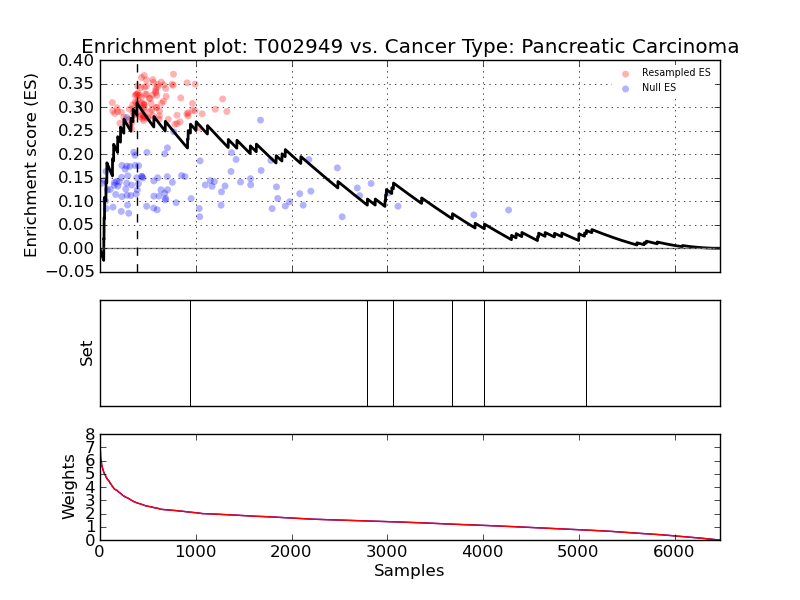 Enrichment plot: T002949 vs. Cancer Type: Pancreatic Carcinoma
Enrichment score (ES)
0.40
0.35
0.30
0.25
0.20
0.15
0.10
0.05
0.00
−0.05
Resampled ES
Null ES
Set
Weights
8
7
6
5
4
3
2
1
0
0 1000 2000 3000 4000 5000 6000
Samples